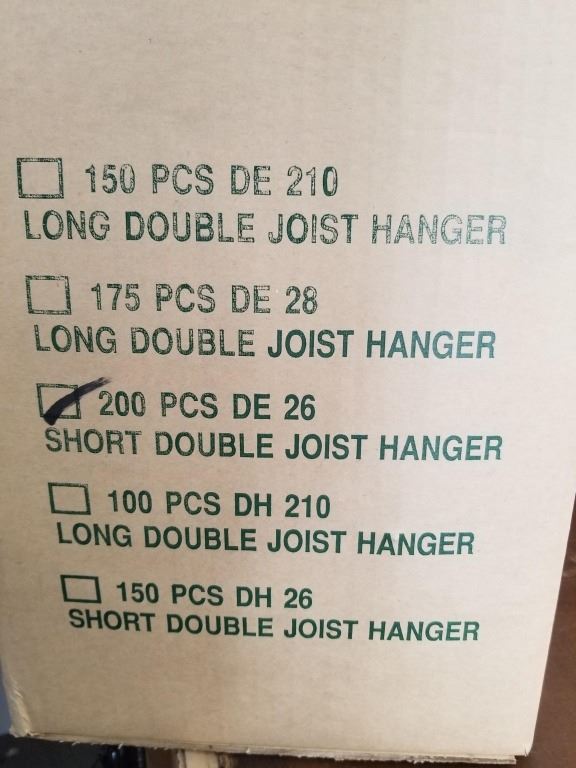 150 PCS DE 210
LONG DOUBLE JOIST HANGER
175 PCS DE 28
LONG DOUBLE JOIST HANGER
200 PCS DE 26
SHORT DOUBLE JOIST HANGER
100 PCS DH 210
LONG DOUBLE JOIST HANGER
150 PCS DH 26
SHORT DOUBLE JOIST HANGER